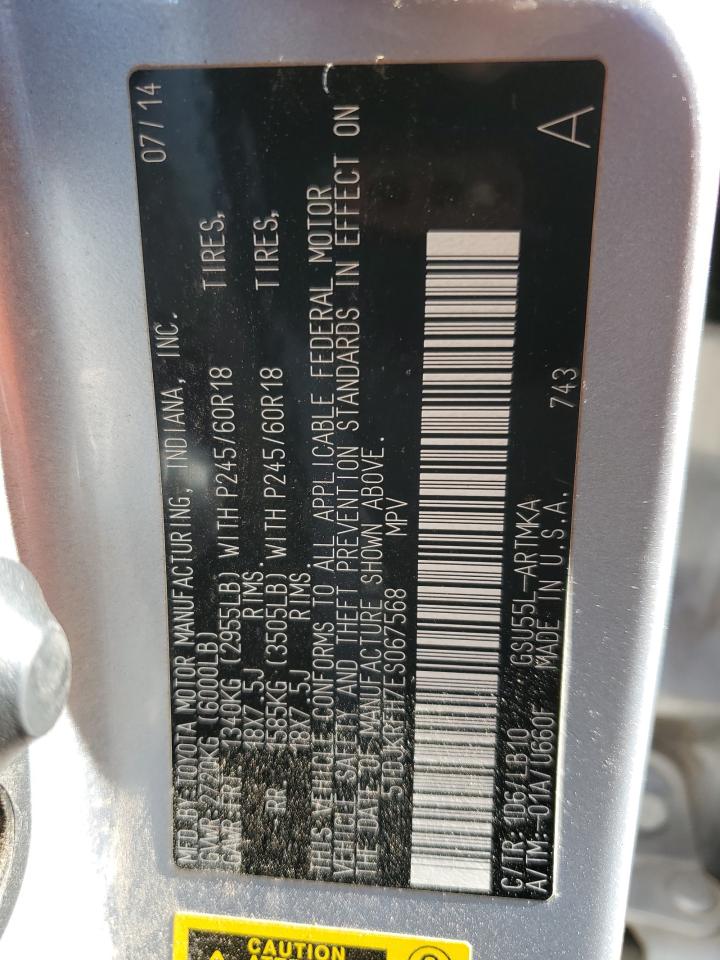 MFD. BY: TOYOTA MOTOR MANUFACTURING, INDIANA, INC. 07/14
GVWR 2720KG (6000LB)
GAWR FRT 1340KG (2955LB) WITH P245/60R18 TIRES,
18X7.5J RIMS.
RR 1585KG (3505LB) WITH P245/60R18 TIRES,
18X7.5J RIMS.
THIS VEHICLE CONFORMS TO ALL APPLICABLE FEDERAL MOTOR
VEHICLE SAFETY AND THEFT PREVENTION STANDARDS IN EFFECT ON
THE DATE OF MANUFACTURE SHOWN ABOVE.
MPV
C/TR: 1D6/LB10 GSU55L-ARTMKA 743
A/TM: -01A/U660F MADE IN U.S.A.
A
CAUTION